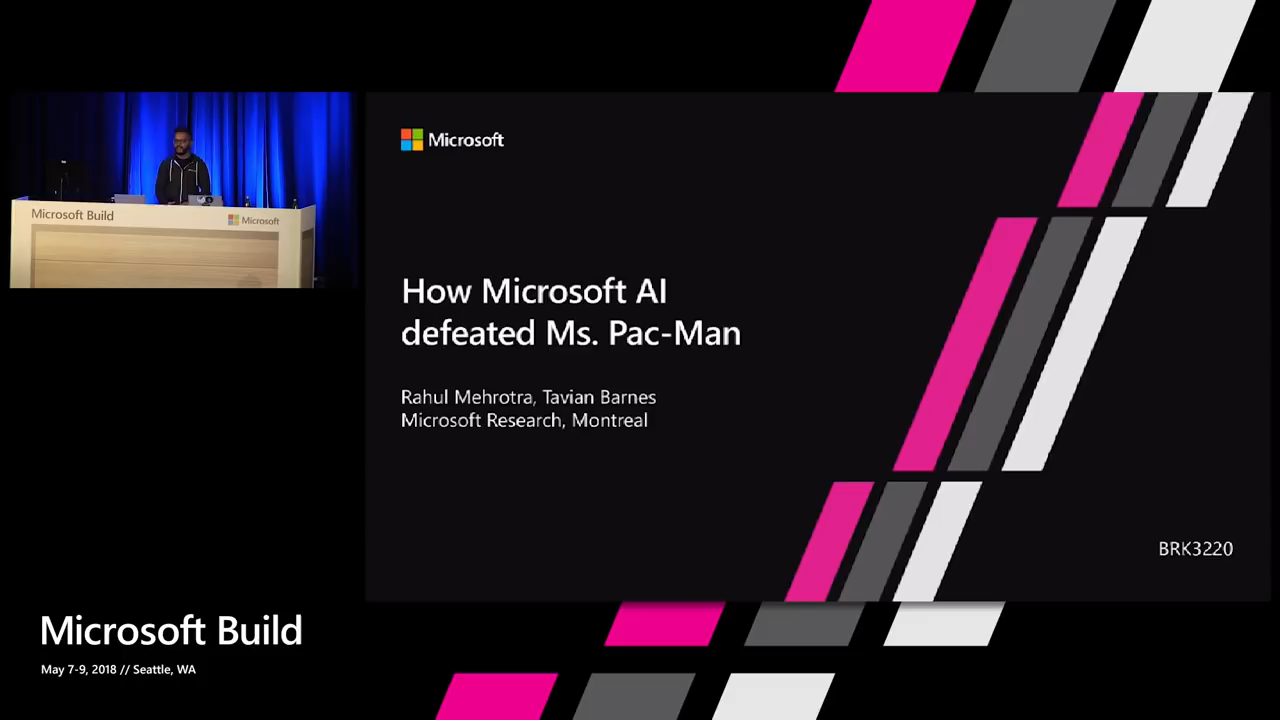 Microsoft
Microsoft Build
Microsoft
How Microsoft AI
defeated Ms. Pac-Man
Rahul Mehrotra, Tavian Barnes
Microsoft Research, Montreal
BRK3220
Microsoft Build
May 7-9, 2018 // Seattle, WA